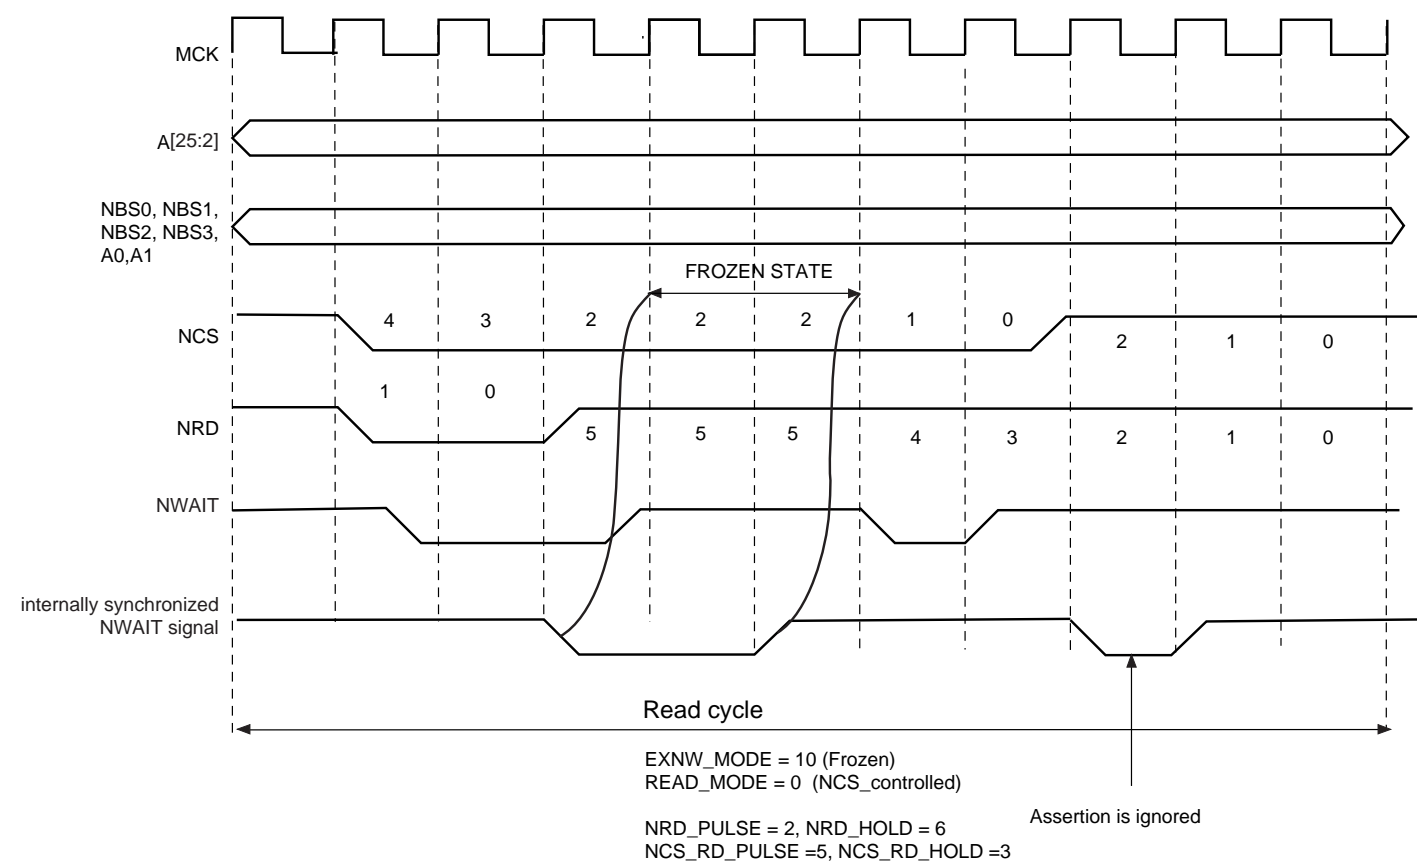 MCK
A[25:2]
NBS0, NBS1,
NBS2, NBS3,
A0,A1
FROZEN STATE
4 3 2 2 2 1 0
NCS
2 1 0
1 0
NRD
5 5 5 4 3 2 1 0
NWAIT
internally synchronized
NWAIT signal
Read cycle
EXNW_MODE = 10 (Frozen)
READ_MODE = 0 (NCS_controlled)
Assertion is ignored
NRD_PULSE = 2, NRD_HOLD = 6
NCS_RD_PULSE =5, NCS_RD_HOLD =3